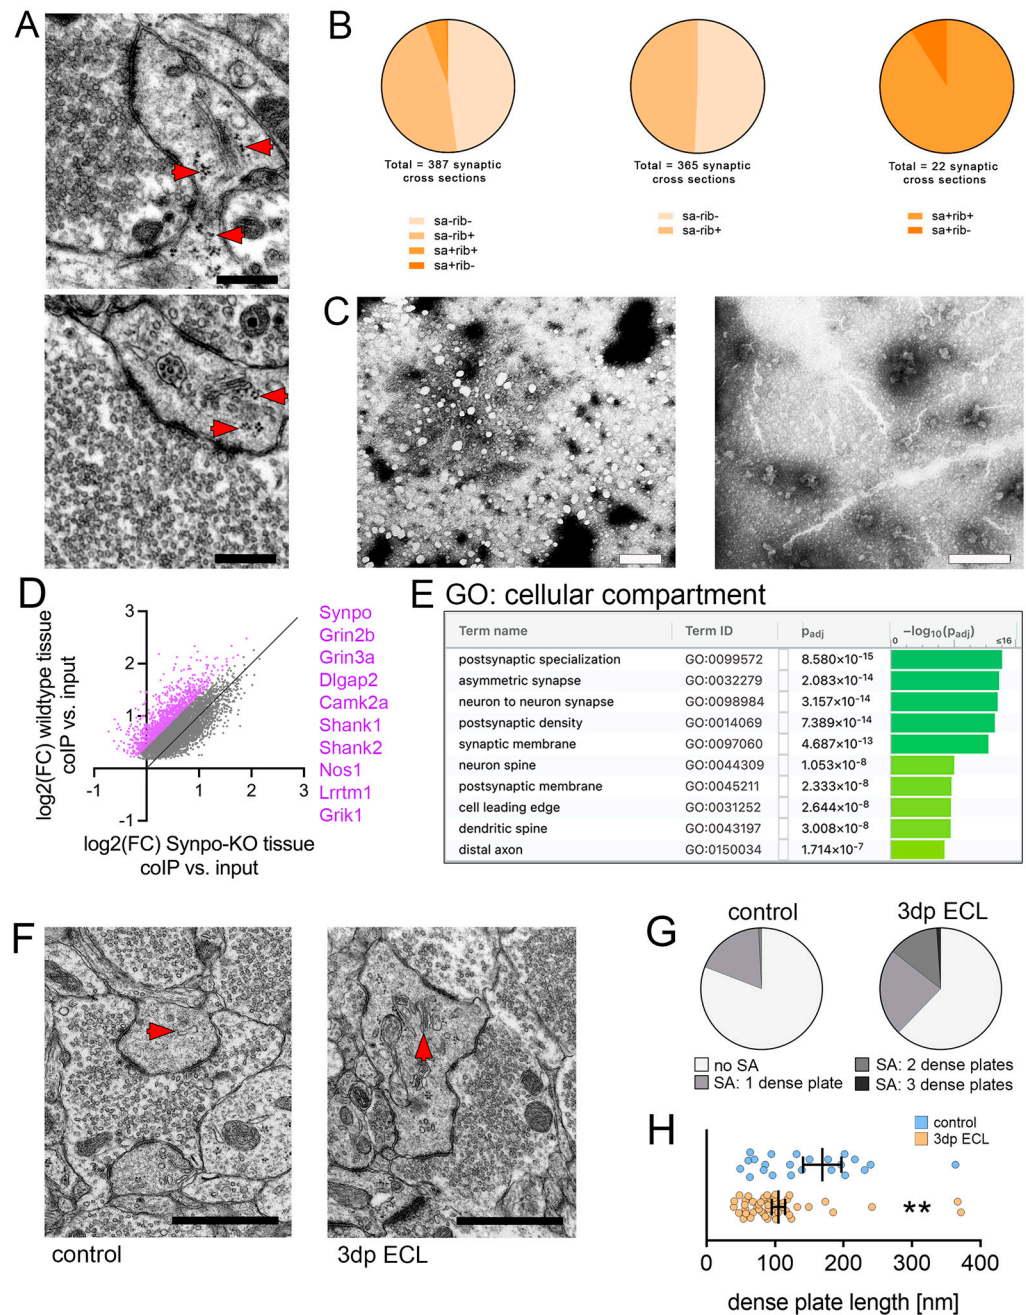 A
B
Total = 387 synaptic
cross sections
sa-rib-
sa-rib+
sa+rib+
sa+rib-
Total = 365 synaptic
cross sections
sa-rib-
sa-rib+
Total = 22 synaptic
cross sections
sa+rib+
sa+rib-
C
D
log2(FC) wildtype tissue
coIP vs. input
3
2
1
-1
-1
0
1
2
3
log2(FC) Synpo-KO tissue
coIP vs. input
Synpo
Grin2b
Grin3a
Dlgap2
Camk2a
Shank1
Shank2
Nos1
Lrrtm1
Grik1
E GO: cellular compartment
Term name Term ID padj −log10(padj)
0 ≤16
postsynaptic specialization GO:0099572 8.580×10-15
asymmetric synapse GO:0032279 2.083×10-14
neuron to neuron synapse GO:0098984 3.157×10-14
postsynaptic density GO:0014069 7.389×10-14
synaptic membrane GO:0097060 4.687×10-13
neuron spine GO:0044309 1.053×10-8
postsynaptic membrane GO:0045211 2.333×10-8
cell leading edge GO:0031252 2.644×10-8
dendritic spine GO:0043197 3.008×10-8
distal axon GO:0150034 1.714×10-7
F
control
3dp ECL
G
control
3dp ECL
no SA
SA: 1 dense plate
SA: 2 dense plates
SA: 3 dense plates
H
control
3dp ECL
**
0 100 200 300 400
dense plate length [nm]